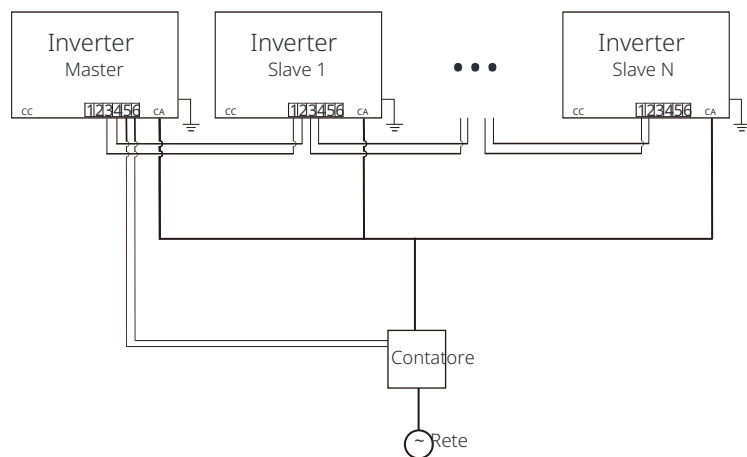 Inverter
Master
CC
123456
CA
Inverter
Slave 1
CC
123456
CA
Inverter
Slave N
CC
123456
CA
Contatore
~
Rete